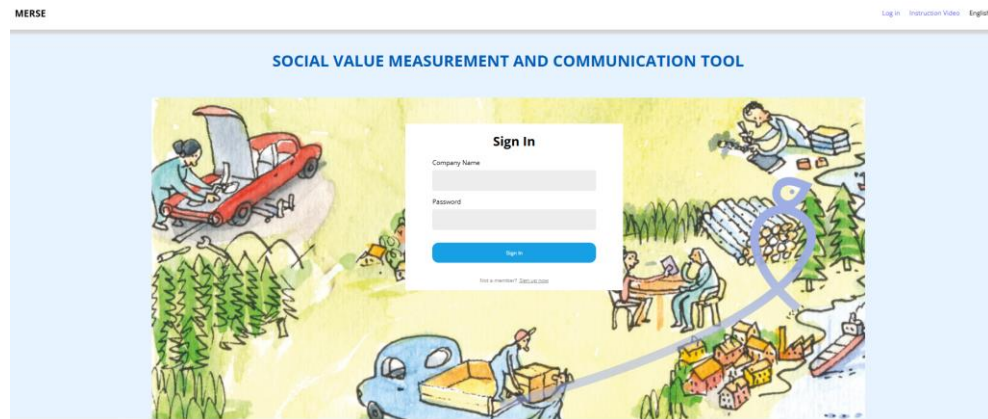 MERSE
Log in Instruction Video English
SOCIAL VALUE MEASUREMENT AND COMMUNICATION TOOL
Sign In
Company Name
Password
Sign In
Not a member? Sign up now